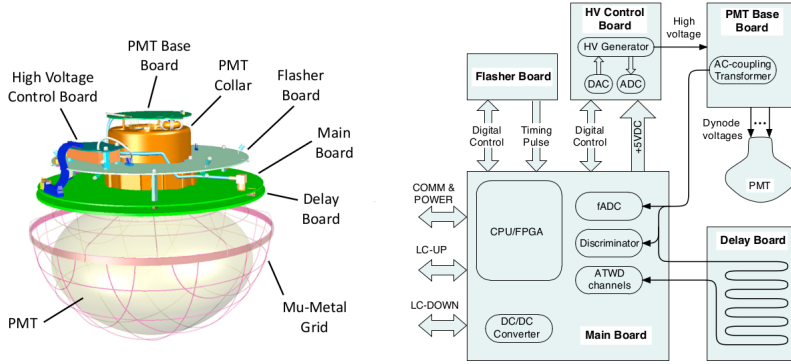 PMT Base
Board
High Voltage
Control Board
PMT
Collar
Flasher
Board
Main
Board
Delay
Board
Mu-Metal
Grid
PMT
HV Control
Board
HV Generator
DAC
ADC
High
voltage
PMT Base
Board
AC-coupling
Transformer
Flasher Board
Digital
Control
Timing
Pulse
Digital
Control
+5VDC
Dynode
voltages
...
PMT
COMM &
POWER
LC-UP
LC-DOWN
CPU/FPGA
fADC
Discriminator
ATWD
channels
DC/DC
Converter
Main Board
Delay Board